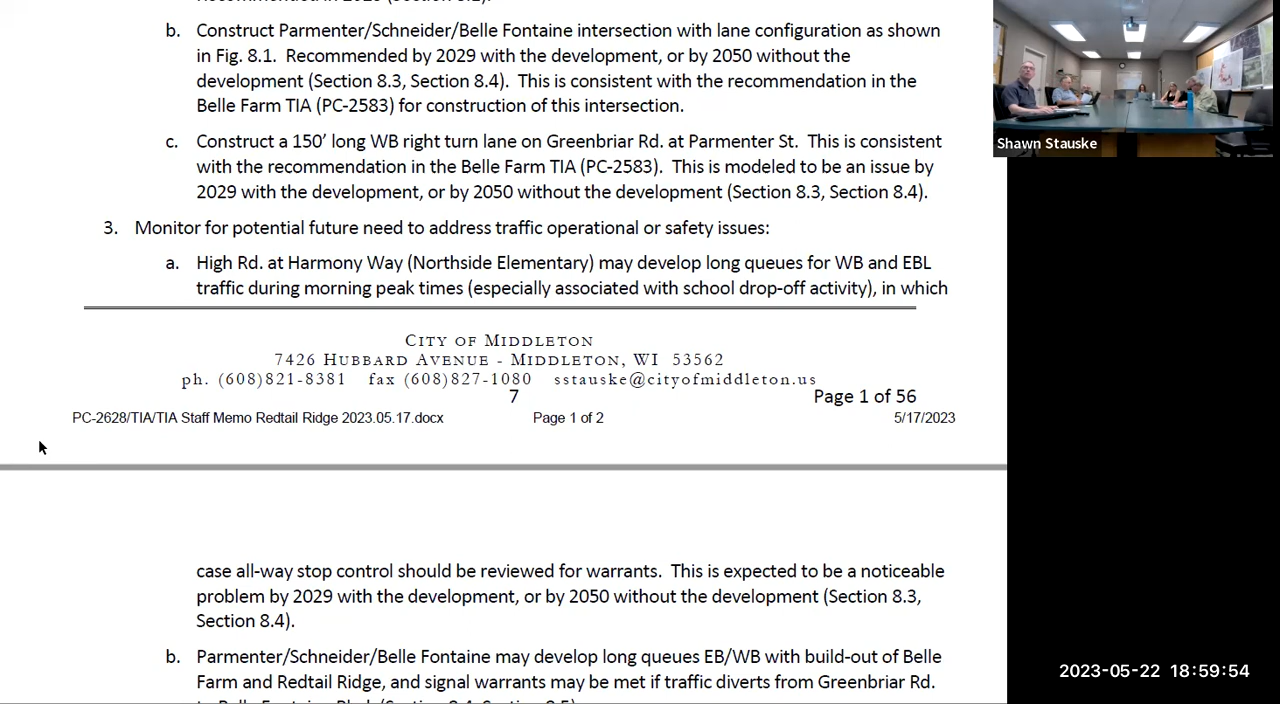 b. Construct Parmenter/Schneider/Belle Fontaine intersection with lane configuration as shown
in Fig. 8.1. Recommended by 2029 with the development, or by 2050 without the
development (Section 8.3, Section 8.4). This is consistent with the recommendation in the
Belle Farm TIA (PC-2583) for construction of this intersection.
c. Construct a 150’ long WB right turn lane on Greenbriar Rd. at Parmenter St. This is consistent
with the recommendation in the Belle Farm TIA (PC-2583). This is modeled to be an issue by
2029 with the development, or by 2050 without the development (Section 8.3, Section 8.4).
3. Monitor for potential future need to address traffic operational or safety issues:
a. High Rd. at Harmony Way (Northside Elementary) may develop long queues for WB and EBL
traffic during morning peak times (especially associated with school drop-off activity), in which
CITY OF MIDDLETON
7426 HUBBARD AVENUE - MIDDLETON, WI 53562
ph. (608)821-8381 fax (608)827-1080 sstauske@cityofmiddleton.us
7
Page 1 of 56
PC-2628/TIA/TIA Staff Memo Redtail Ridge 2023.05.17.docx Page 1 of 2 5/17/2023
case all-way stop control should be reviewed for warrants. This is expected to be a noticeable
problem by 2029 with the development, or by 2050 without the development (Section 8.3,
Section 8.4).
b. Parmenter/Schneider/Belle Fontaine may develop long queues EB/WB with build-out of Belle
Farm and Redtail Ridge, and signal warrants may be met if traffic diverts from Greenbriar Rd.
Shawn Stauske
2023-05-22 18:59:54